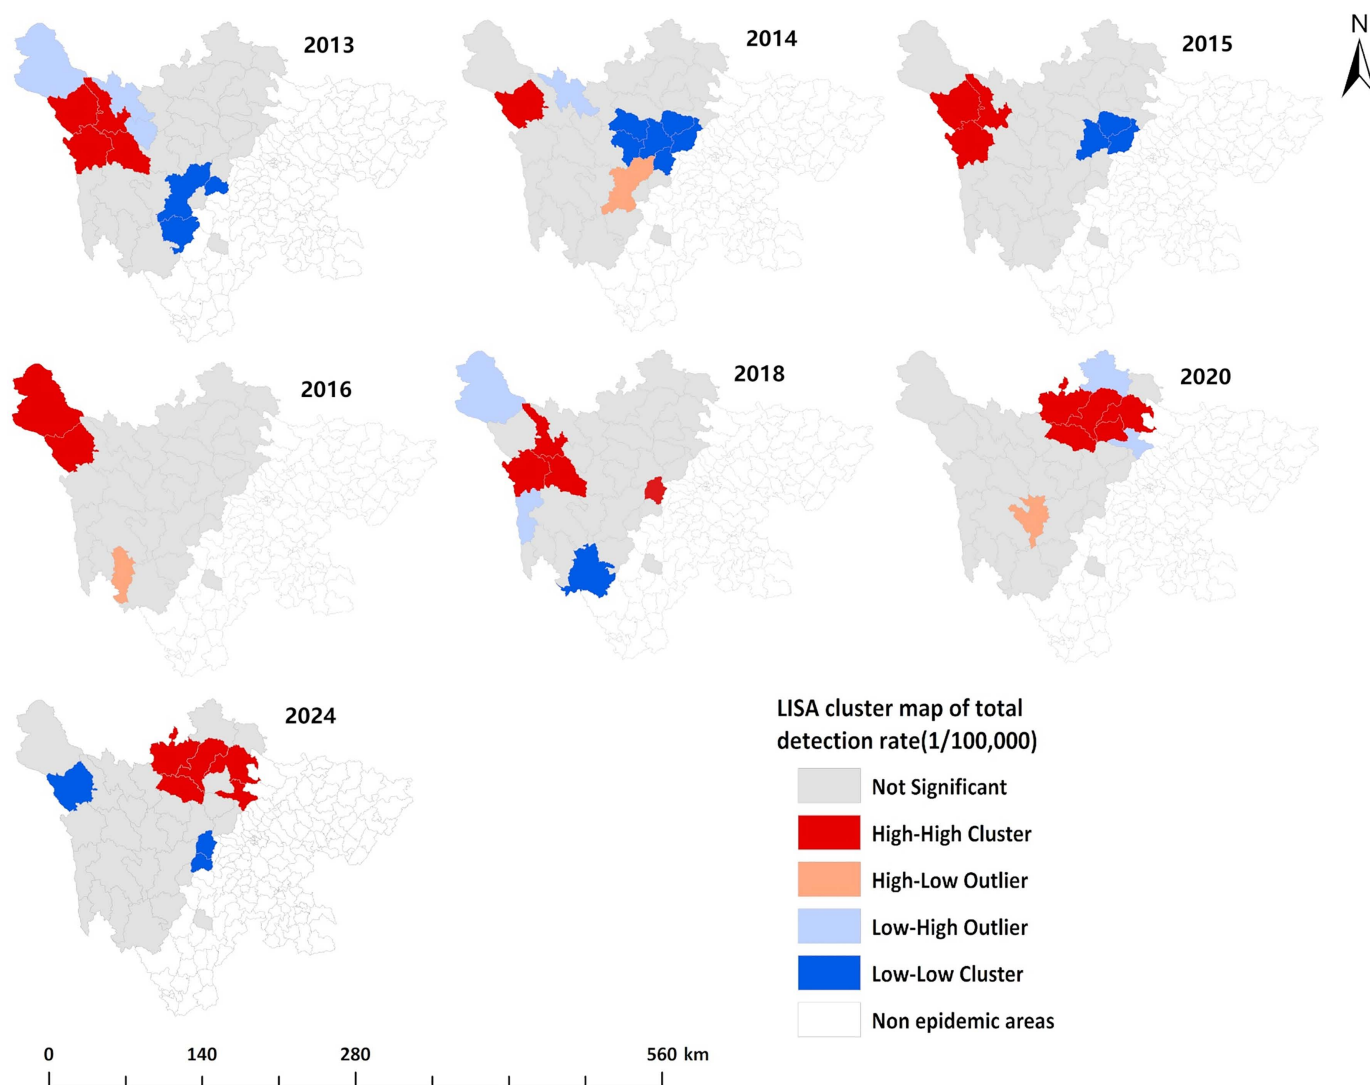 2013
2014
2015
N
2016
2018
2020
2024
LISA cluster map of total
detection rate(1/100,000)
Not Significant
High-High Cluster
High-Low Outlier
Low-High Outlier
Low-Low Cluster
Non epidemic areas
0 140 280 560 km